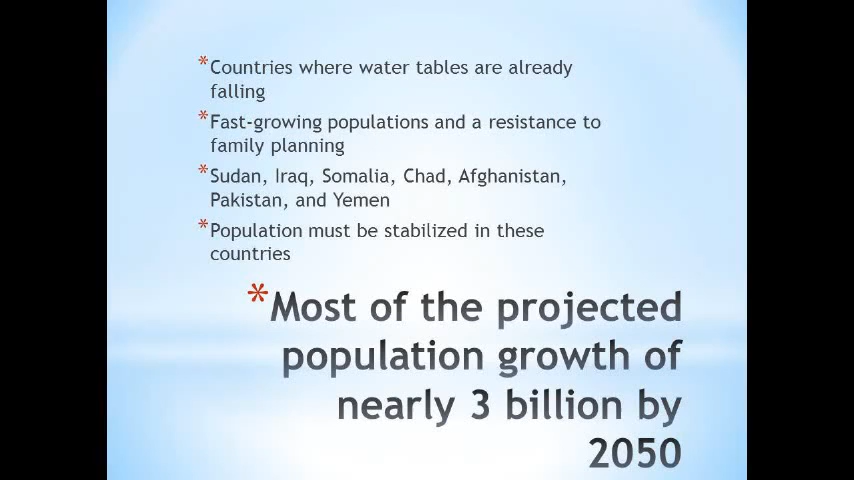 *Countries where water tables are already
falling
*Fast-growing populations and a resistance to
family planning
*Sudan, Iraq, Somalia, Chad, Afghanistan,
Pakistan, and Yemen
*Population must be stabilized in these
countries
*Most of the projected
population growth of
nearly 3 billion by
2050